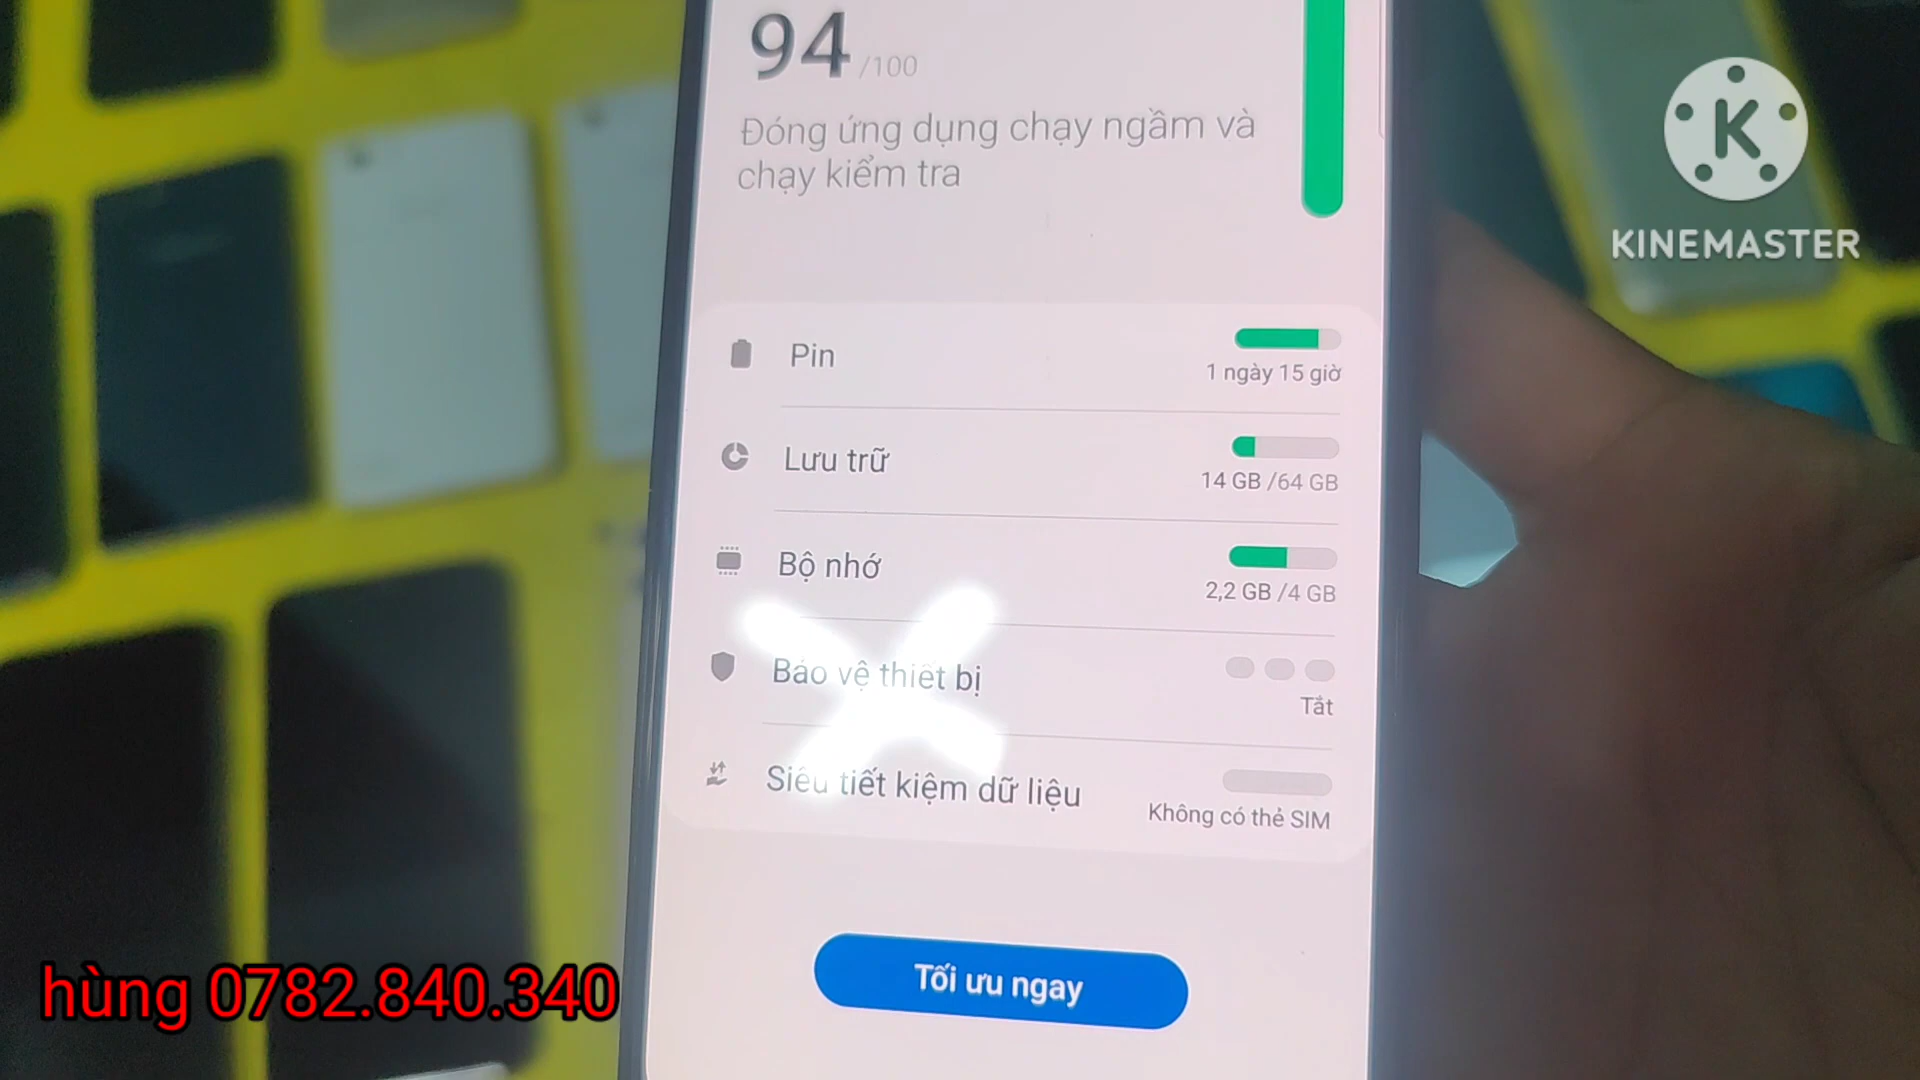 94 /100
Đóng ứng dụng chạy ngầm và
chạy kiểm tra
K
KINEMASTER
Pin
1 ngày 15 giờ
Lưu trữ
14 GB /64 GB
Bộ nhớ
2,2 GB /4 GB
Bảo vệ thiết bị
Tắt
Siêu tiết kiệm dữ liệu
Không có thẻ SIM
Tối ưu ngay
hùng 0782.840.340